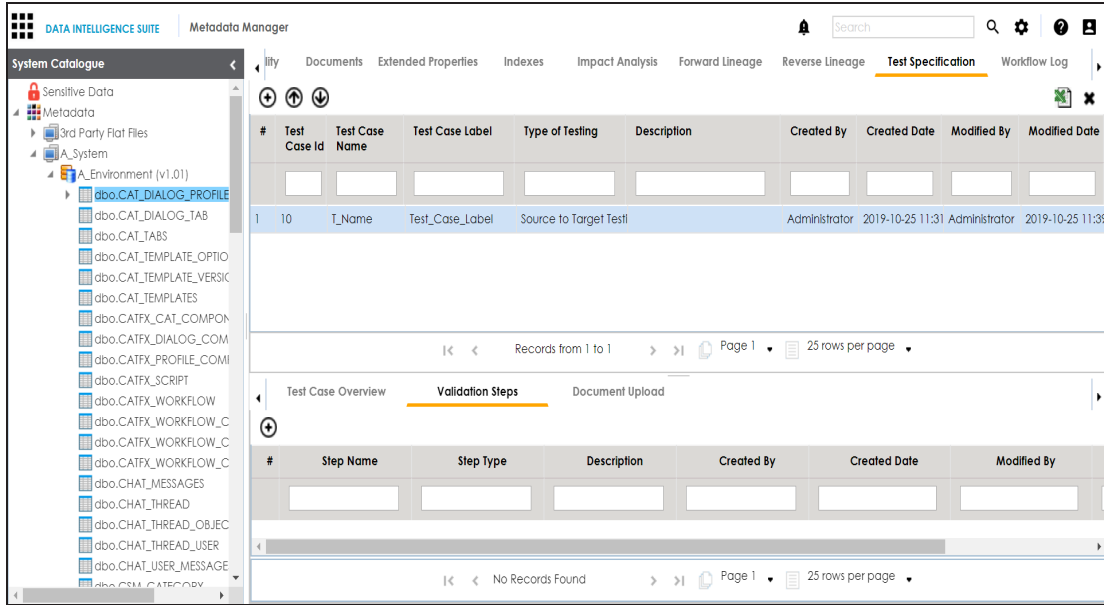 DATA INTELLIGENCE SUITE Metadata Manager Search
System Catalogue
Sensitive Data
Metadata
3rd Party Flat Files
A_System
A_Environment (v1.01)
dbo.CAT_DIALOG_PROFILE
dbo.CAT_DIALOG_TAB
dbo.CAT_TABS
dbo.CAT_TEMPLATE_OPTIO
dbo.CAT_TEMPLATE_VERSIO
dbo.CAT_TEMPLATES
dbo.CATFX_CAT_COMPON
dbo.CATFX_DIALOG_COM
dbo.CATFX_PROFILE_COMI
dbo.CATFX_SCRIPT
dbo.CATFX_WORKFLOW
dbo.CATFX_WORKFLOW_C
dbo.CATFX_WORKFLOW_C
dbo.CATFX_WORKFLOW_C
dbo.CHAT_MESSAGES
dbo.CHAT_THREAD
dbo.CHAT_THREAD_OBJEC
dbo.CHAT_THREAD_USER
dbo.CHAT_USER_MESSAGE
dbo.CSM_CATEGORY
lity Documents Extended Properties Indexes Impact Analysis Forward Lineage Reverse Lineage Test Specification Workflow Log
# Test Case Id Test Case Name Test Case Label Type of Testing Description Created By Created Date Modified By Modified Date
1 10 T_Name Test_Case_Label Source to Target Testi Administrator 2019-10-25 11:31 Administrator 2019-10-25 11:39
Records from 1 to 1 Page 1 25 rows per page
Test Case Overview Validation Steps Document Upload
# Step Name Step Type Description Created By Created Date Modified By
No Records Found Page 1 25 rows per page